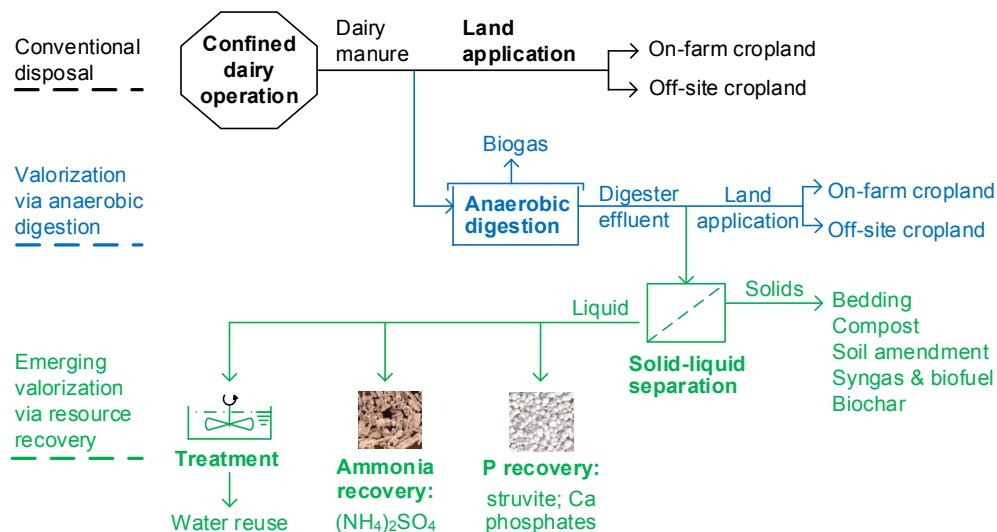 Conventional
disposal
Confined
dairy
operation
Dairy
manure
Land
application
On-farm cropland
Off-site cropland
Valorization
via anaerobic
digestion
Biogas
Anaerobic
digestion
Digester
effluent
Land
application
On-farm cropland
Off-site cropland
Emerging
valorization
via resource
recovery
Liquid
Solids
Solid-liquid
separation
Bedding
Compost
Soil amendment
Syngas & biofuel
Biochar
Treatment
Water reuse
Ammonia
recovery:
(NH₄)₂SO₄
P recovery:
struvite; Ca
phosphates